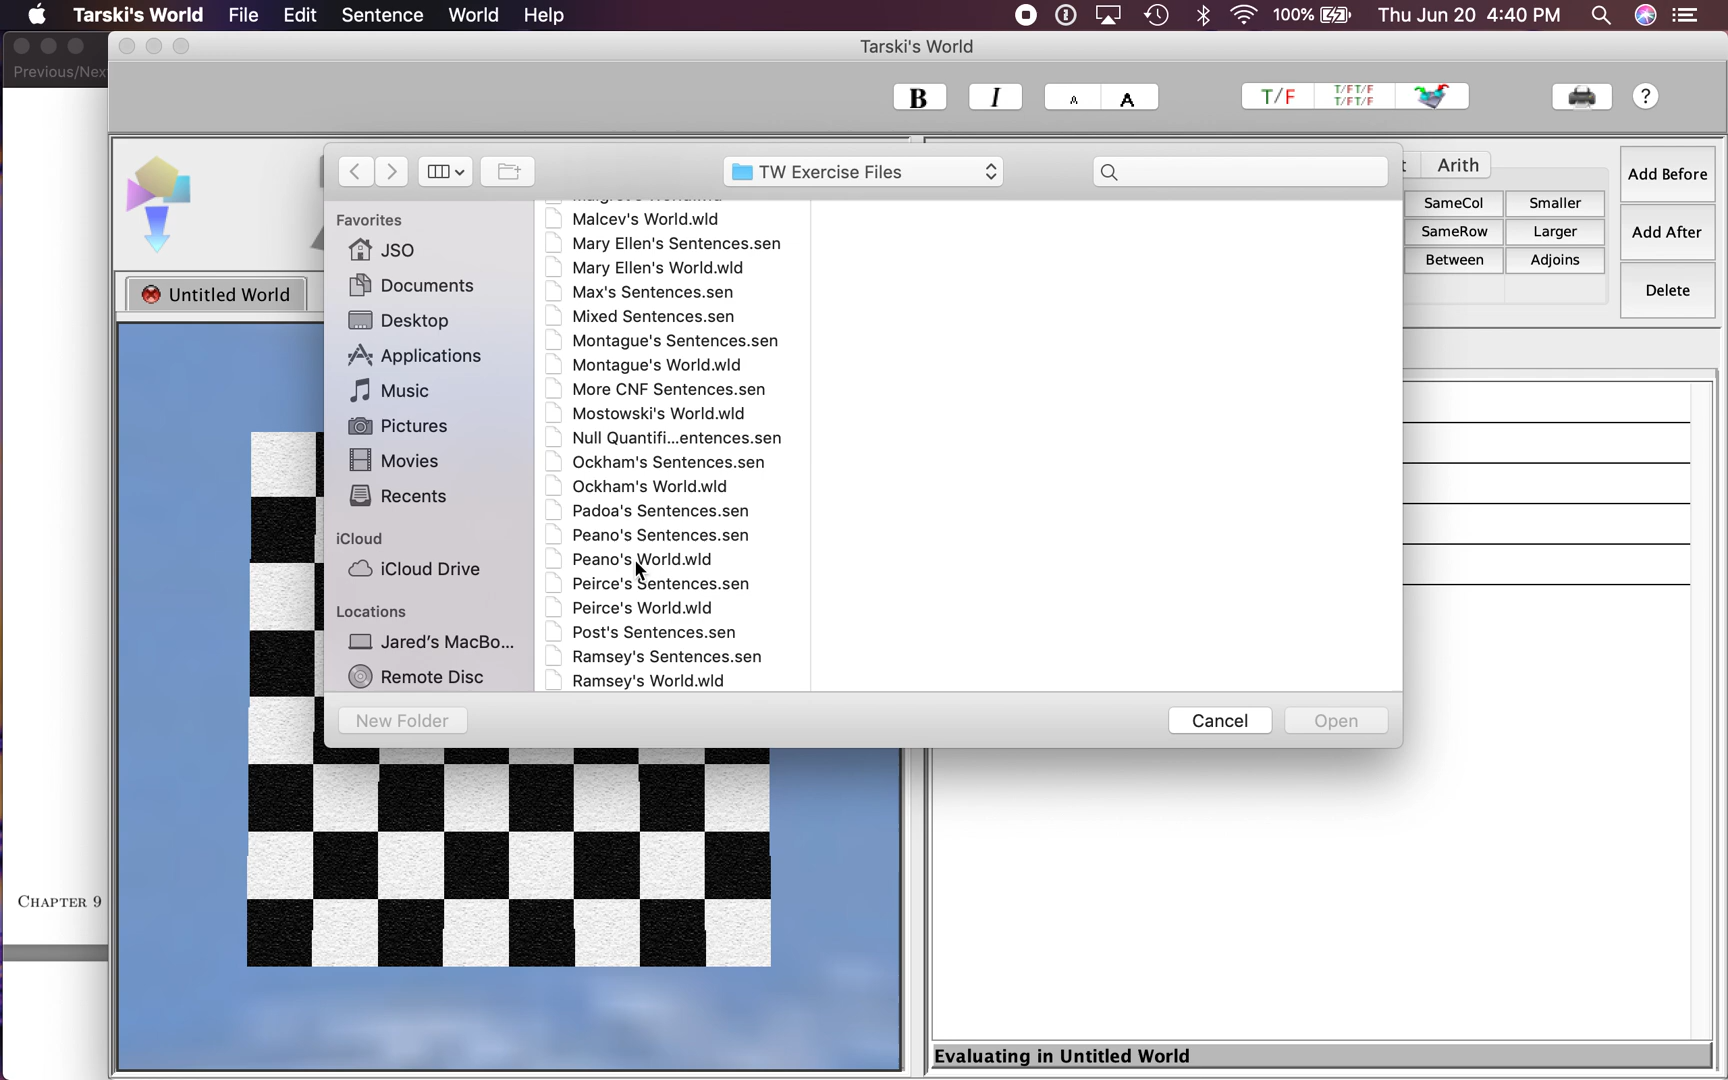 Tarski's World File Edit Sentence World Help 100% Thu Jun 20 4:40 PM
Tarski's World
Previous/Nex
B I A A T/F T/FT/F T/FT/F ?
TW Exercise Files
Arith
Add Before
SameCol Smaller
SameRow Larger
Add After
Between Adjoins
Delete
Untitled World
Favorites
JSO
Documents
Desktop
Applications
Music
Pictures
Movies
Recents
iCloud
iCloud Drive
Locations
Jared's MacBo...
Remote Disc
Malcev's World.wld
Mary Ellen's Sentences.sen
Mary Ellen's World.wld
Max's Sentences.sen
Mixed Sentences.sen
Montague's Sentences.sen
Montague's World.wld
More CNF Sentences.sen
Mostowski's World.wld
Null Quantifi...entences.sen
Ockham's Sentences.sen
Ockham's World.wld
Padoa's Sentences.sen
Peano's Sentences.sen
Peano's World.wld
Peirce's Sentences.sen
Peirce's World.wld
Post's Sentences.sen
Ramsey's Sentences.sen
Ramsey's World.wld
New Folder Cancel Open
CHAPTER 9
Evaluating in Untitled World